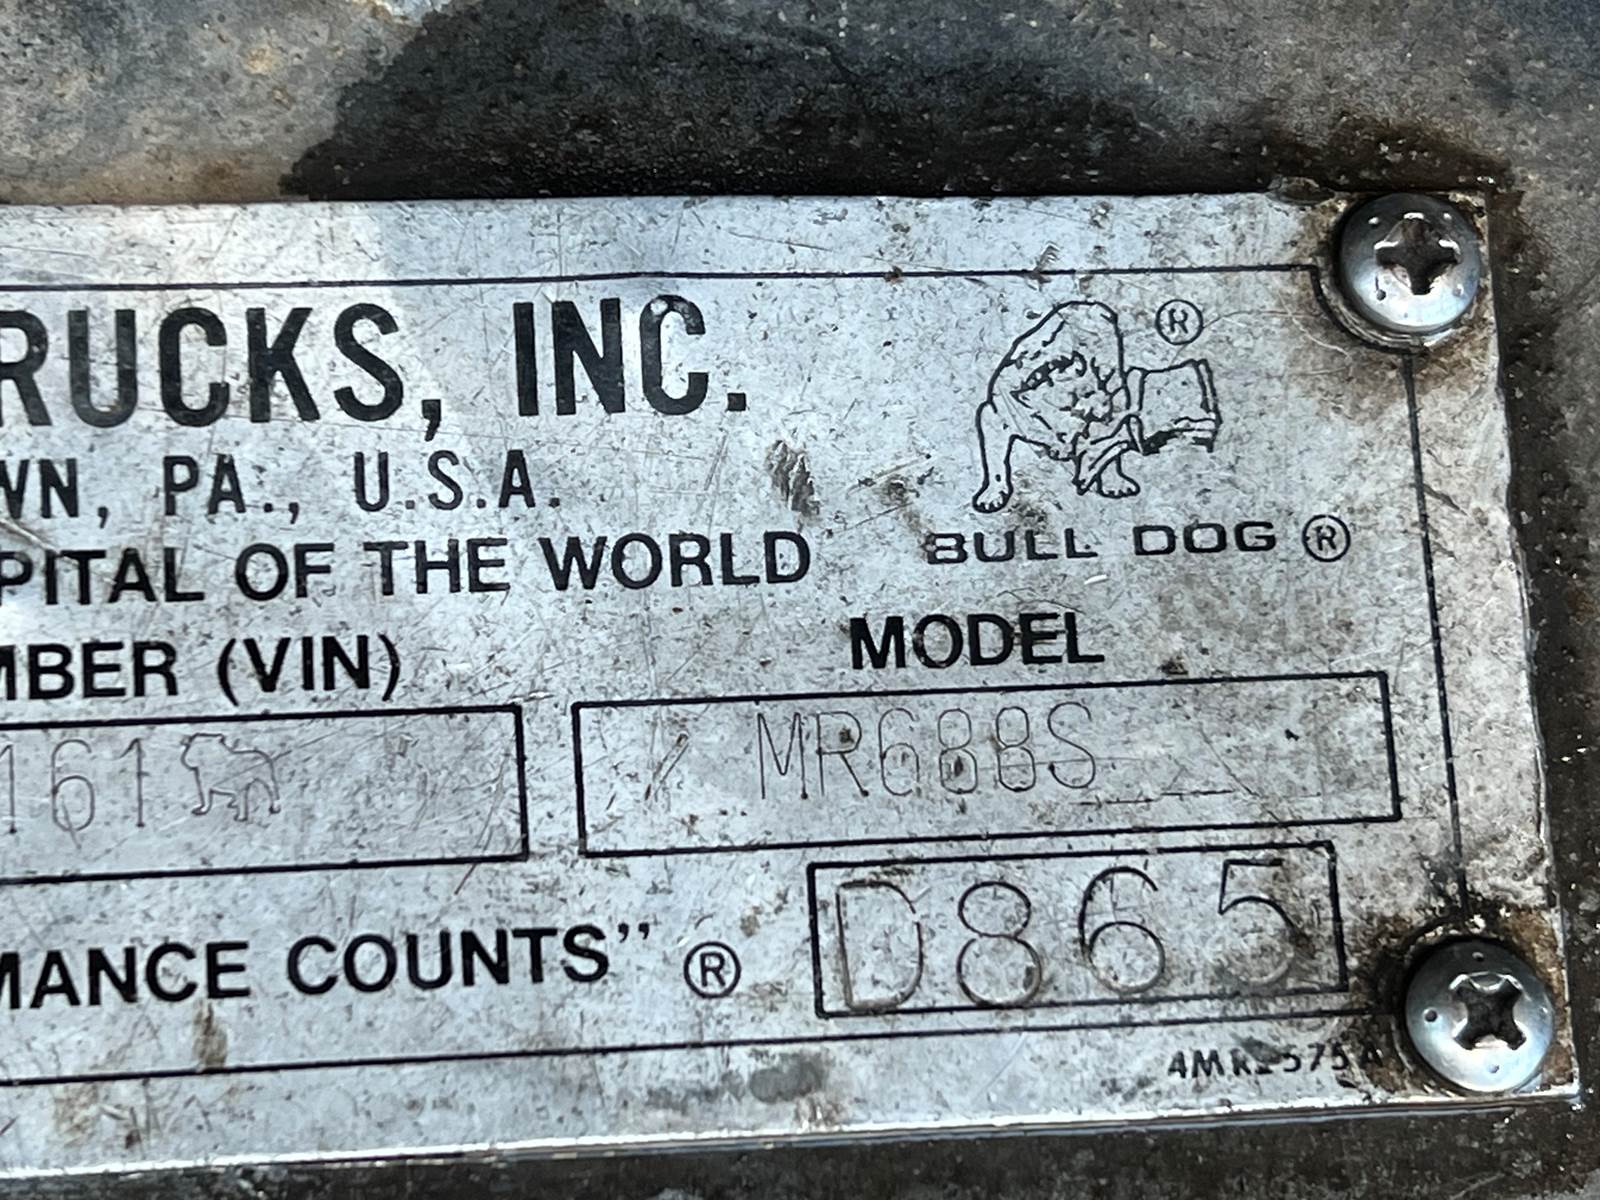 RUCKS, INC.
®
WN, PA., U.S.A.
PITAL OF THE WORLD
BULL DOG ®
MBER (VIN)
MODEL
161
MR688S
MANCE COUNTS” ®
D865